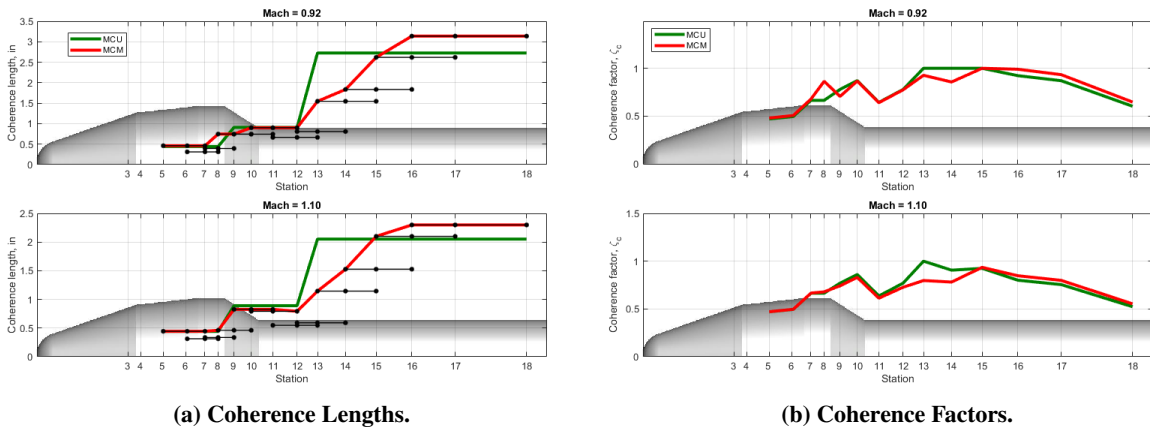 Mach = 0.92
MCU
MCM
Coherence length, in
3.5
3
2.5
2
1.5
1
0.5
0
3 4 5 6 7 8 9 10 11 12 13 14 15 16 17 18
Station
Mach = 1.10
Coherence length, in
2.5
2
1.5
1
0.5
0
3 4 5 6 7 8 9 10 11 12 13 14 15 16 17 18
Station
(a) Coherence Lengths.
Mach = 0.92
MCU
MCM
Coherence factor, ζc
1.5
1
0.5
0
3 4 5 6 7 8 9 10 11 12 13 14 15 16 17 18
Station
Mach = 1.10
Coherence factor, ζc
1.5
1
0.5
0
3 4 5 6 7 8 9 10 11 12 13 14 15 16 17 18
Station
(b) Coherence Factors.